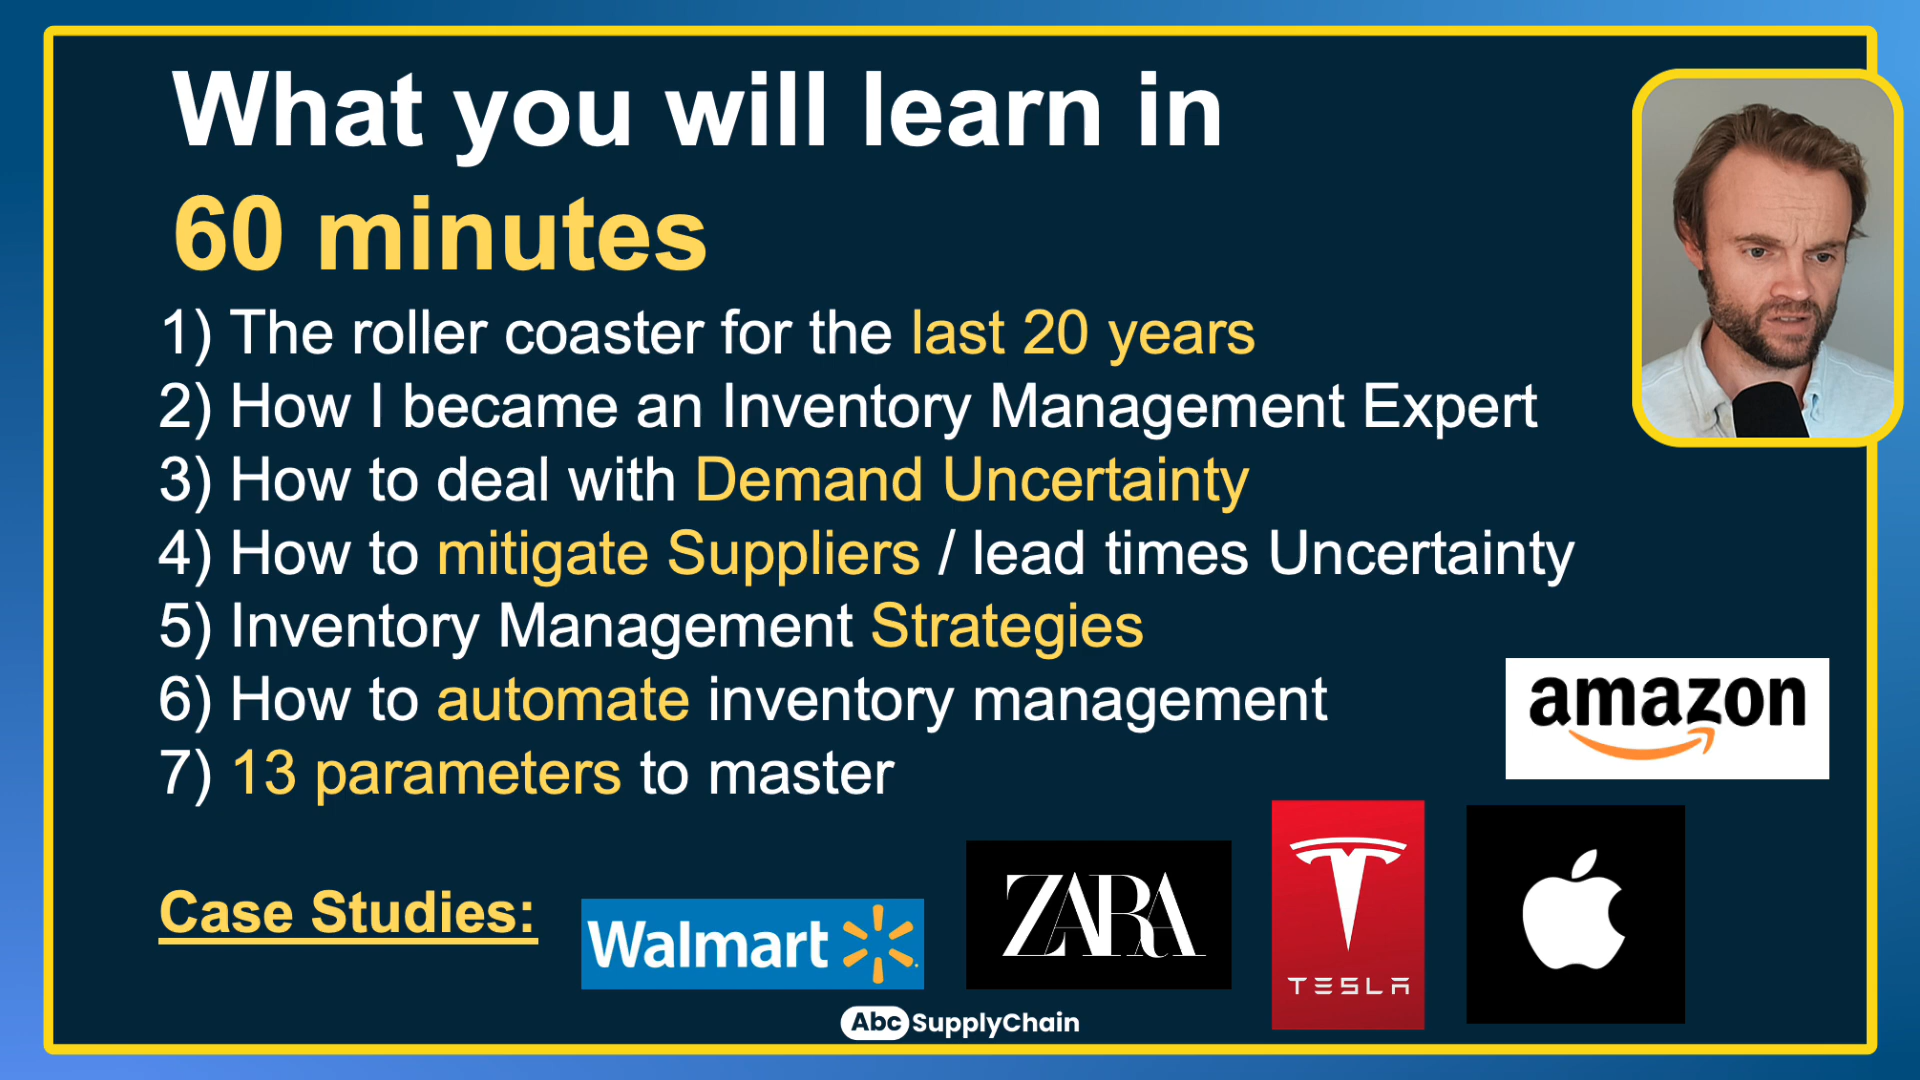 What you will learn in
60 minutes
1) The roller coaster for the last 20 years
2) How I became an Inventory Management Expert
3) How to deal with Demand Uncertainty
4) How to mitigate Suppliers / lead times Uncertainty
5) Inventory Management Strategies
6) How to automate inventory management
7) 13 parameters to master
amazon
Case Studies:
Walmart
ZARA
TESLA
Abc SupplyChain